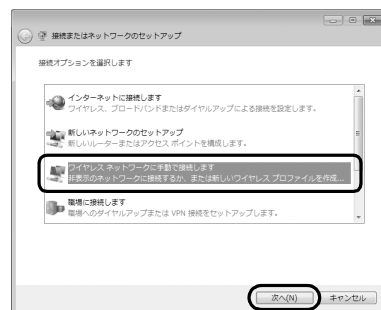 接続またはネットワークのセットアップ
接続オプションを選択します
インターネットに接続します
ワイヤレス、ブロードバンドまたはダイヤルアップによる接続を設定します。
新しいネットワークのセットアップ
新しいルーターまたはアクセス ポイントを構成します。
ワイヤレス ネットワークに手動で接続します
非表示のネットワークに接続するか、または新しいワイヤレス プロファイルを作成...
職場に接続します
職場へのダイヤルアップまたは VPN 接続をセットアップします。
次へ(N)
キャンセル